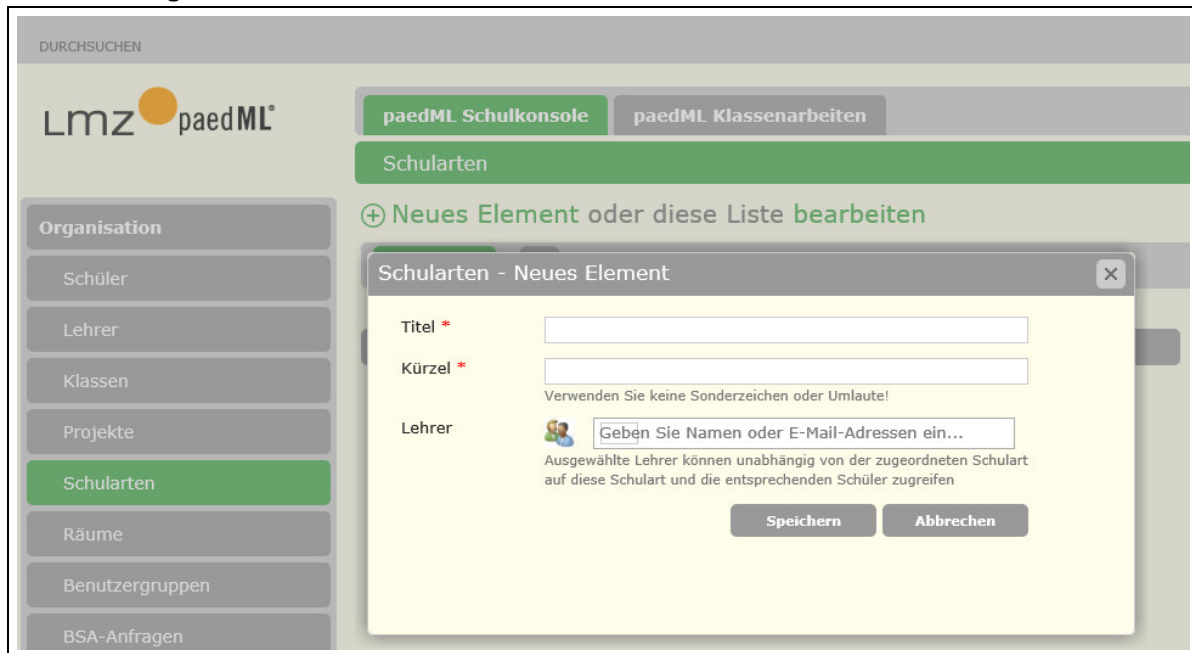 DURCHSUCHEN
Lmz paedML®
paedML Schulkonsole
paedML Klassenarbeiten
Schularten
Neues Element oder diese Liste bearbeiten
Organisation
Schüler
Lehrer
Klassen
Projekte
Schularten
Räume
Benutzergruppen
BSA-Anfragen
Schularten - Neues Element
Titel *
Kürzel *
Verwenden Sie keine Sonderzeichen oder Umlaute!
Lehrer
Geben Sie Namen oder E-Mail-Adressen ein...
Ausgewählte Lehrer können unabhängig von der zugeordneten Schulart
auf diese Schulart und die entsprechenden Schüler zugreifen
Speichern
Abbrechen